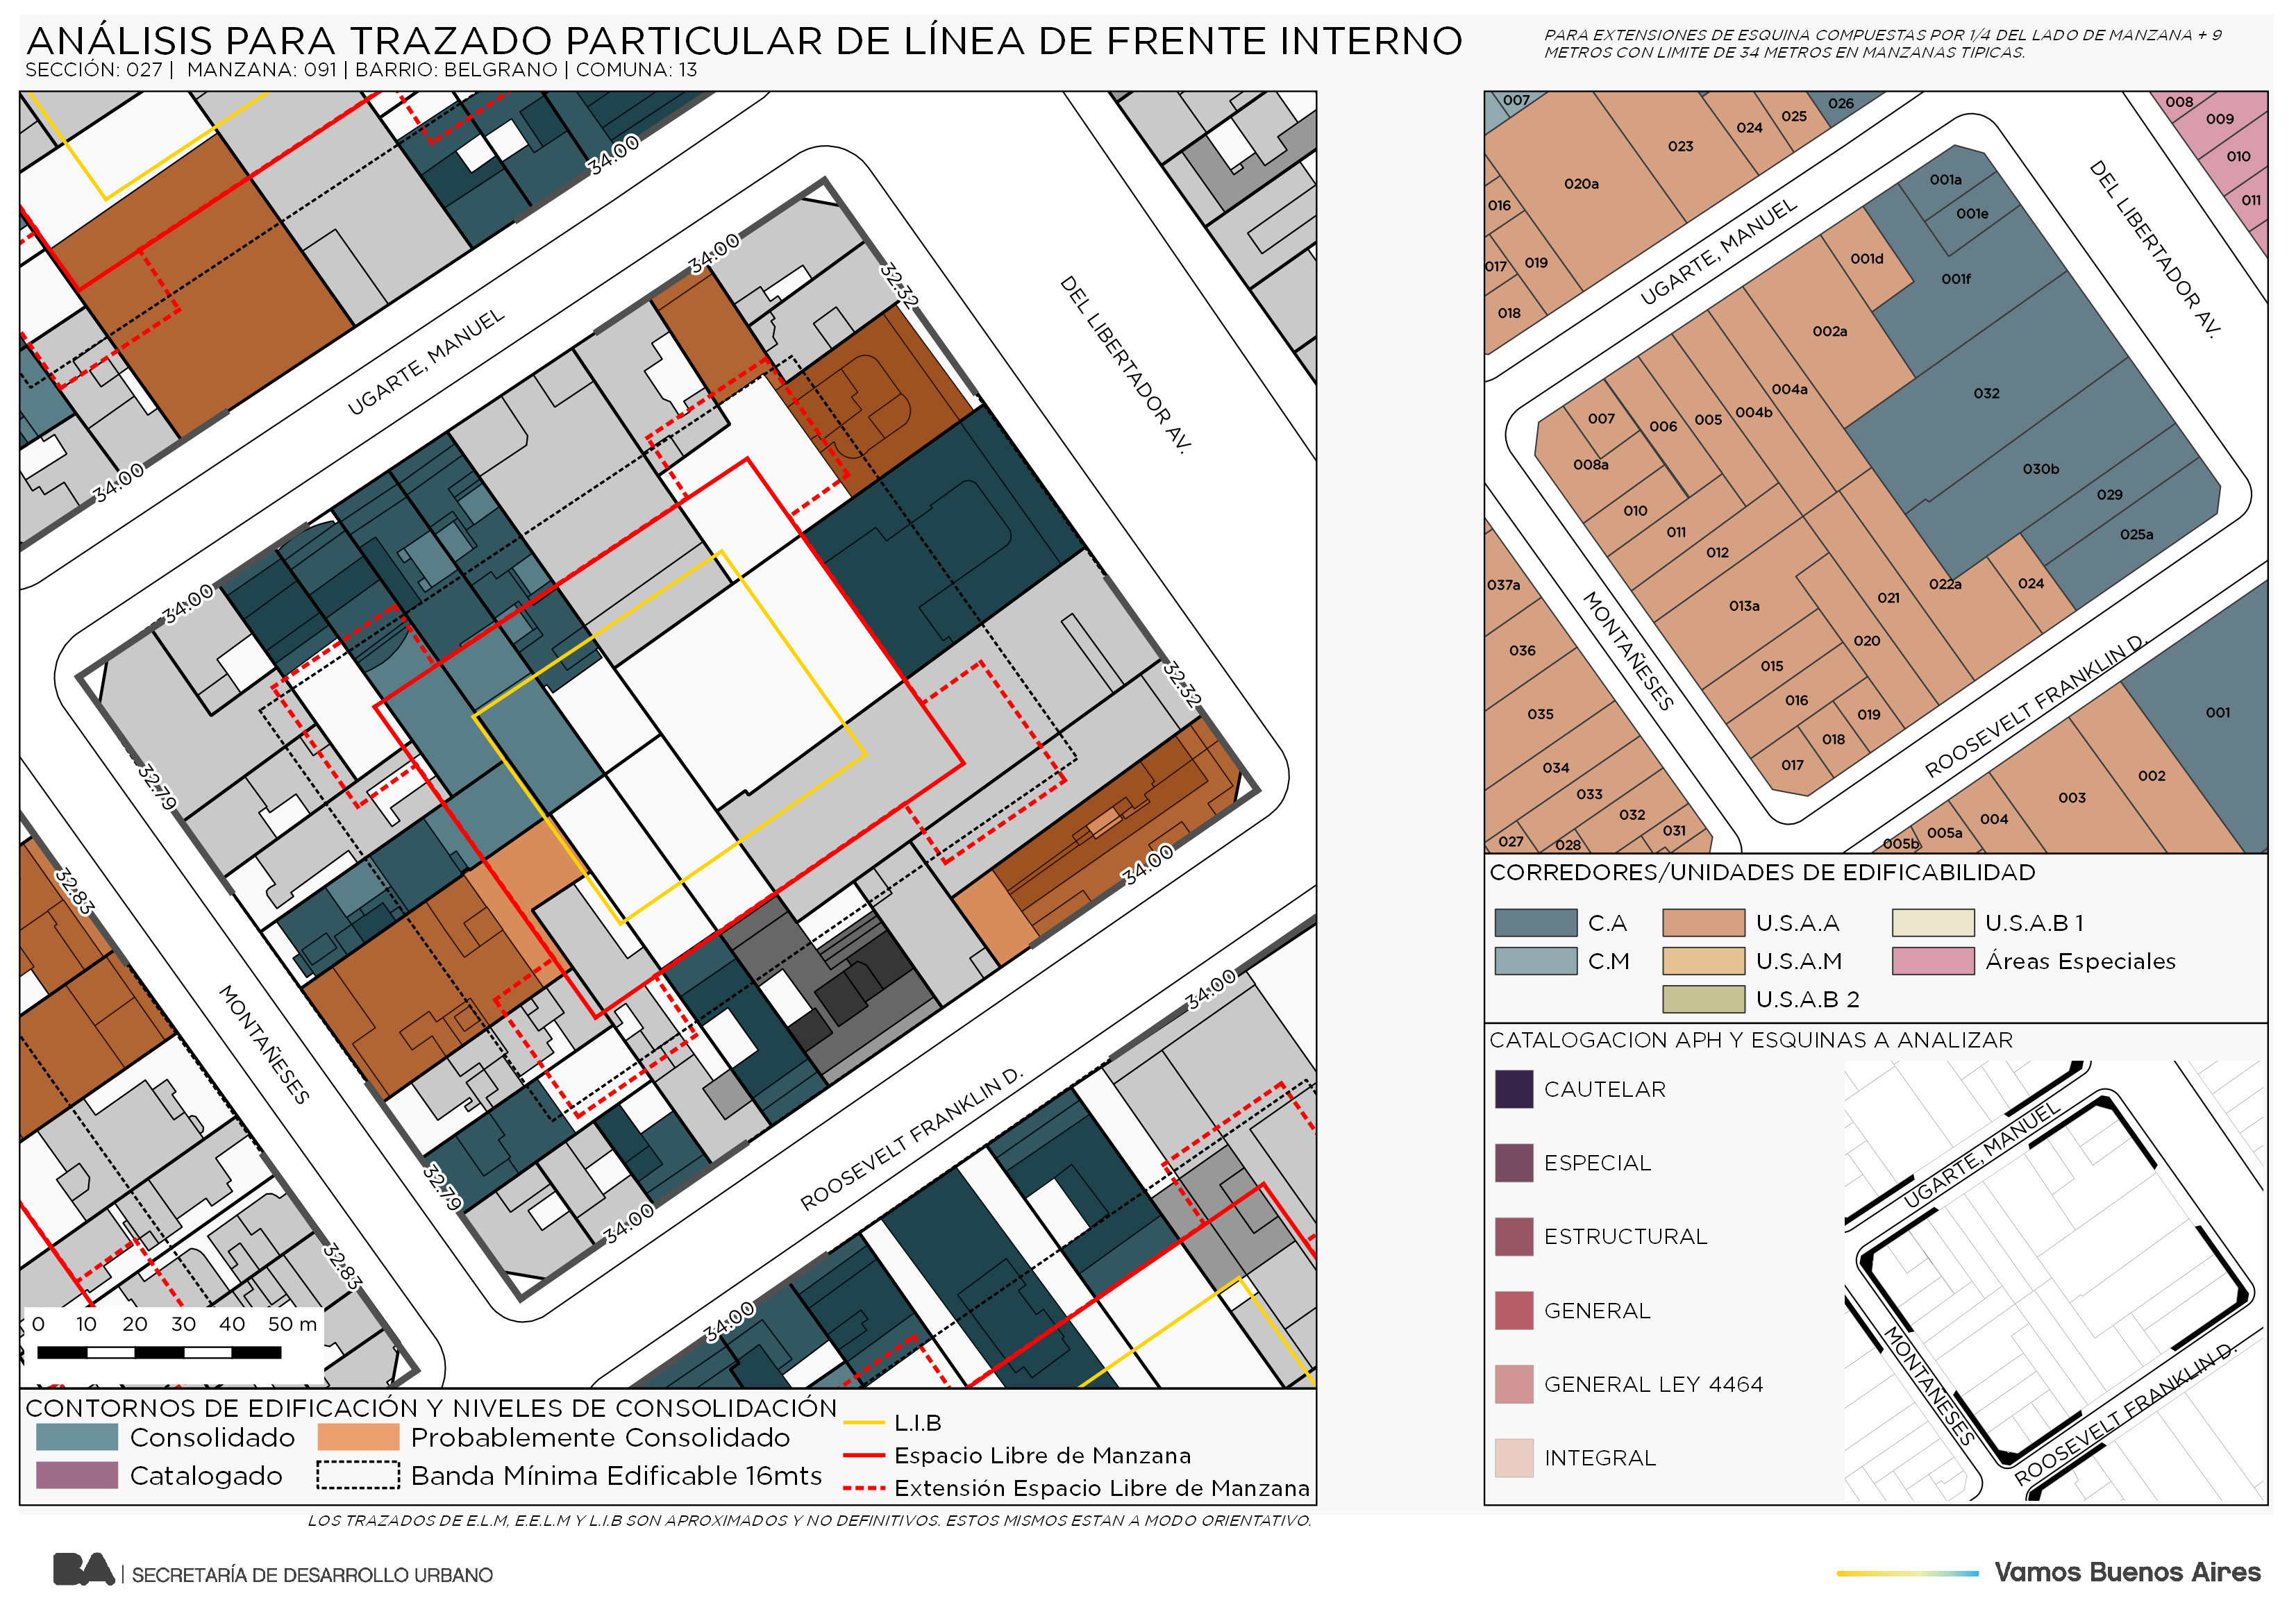 ANÁLISIS PARA TRAZADO PARTICULAR DE LÍNEA DE FRENTE INTERNO
SECCIÓN: 027 | MANZANA: 091 | BARRIO: BELGRANO | COMUNA: 13
PARA EXTENSIONES DE ESQUINA COMPUESTAS POR 1/4 DEL LADO DE MANZANA + 9
METROS CON LIMITE DE 34 METROS EN MANZANAS TIPICAS.
34.00
34.00
32.32
DEL LIBERTADOR AV.
UGARTE, MANUEL
34.00
34.00
32.79
32.32
32.83
34.00
34.00
MONTAÑESES
ROOSEVELT FRANKLIN D.
32.79
34.00
32.83
34.00
0 10 20 30 40 50 m
CONTORNOS DE EDIFICACIÓN Y NIVELES DE CONSOLIDACIÓN
Consolidado
Probablemente Consolidado
Catalogado
Banda Mínima Edificable 16mts
L.I.B
Espacio Libre de Manzana
Extensión Espacio Libre de Manzana
LOS TRAZADOS DE E.L.M, E.E.L.M Y L.I.B SON APROXIMADOS Y NO DEFINITIVOS. ESTOS MISMOS ESTAN A MODO ORIENTATIVO.
007
026
025
024
023
020a
016
019
017
018
008
009
010
011
UGARTE, MANUEL
DEL LIBERTADOR AV.
001a
001e
001f
001d
002a
032
004a
004b
005
006
007
008a
010
011
012
013a
030b
029
025a
024
022a
021
020
015
016
019
018
017
037a
036
035
034
033
032
031
027
028
MONTAÑESES
ROOSEVELT FRANKLIN D.
001
002
003
004
005a
005b
CORREDORES/UNIDADES DE EDIFICABILIDAD
C.A
U.S.A.A
U.S.A.B 1
C.M
U.S.A.M
Áreas Especiales
U.S.A.B 2
CATALOGACION APH Y ESQUINAS A ANALIZAR
CAUTELAR
ESPECIAL
ESTRUCTURAL
GENERAL
GENERAL LEY 4464
INTEGRAL
UGARTE, MANUEL
MONTAÑESES
ROOSEVELT FRANKLIN D.
BA | SECRETARÍA DE DESARROLLO URBANO
Vamos Buenos Aires